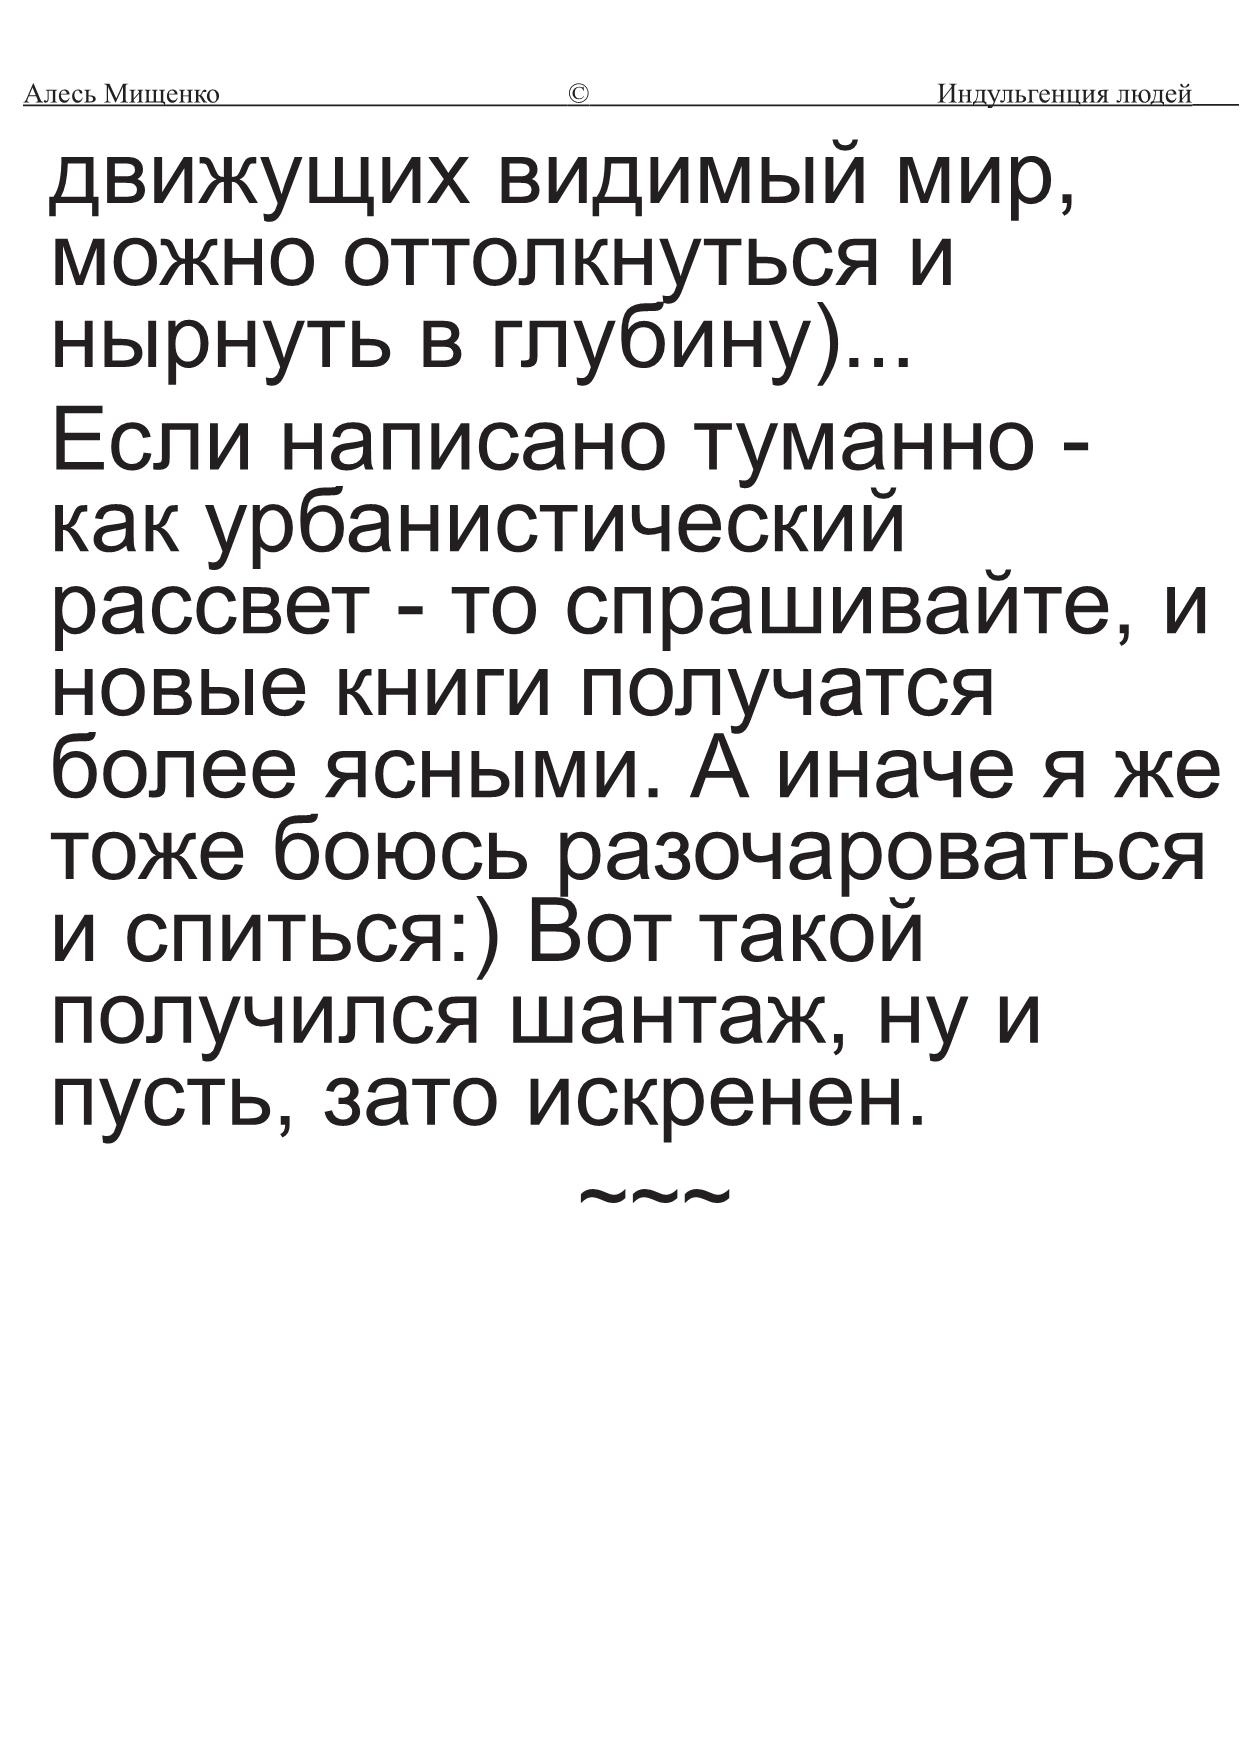 Алесь Мищенко © Индульгенция людей
движущих видимый мир,
можно оттолкнуться и
нырнуть в глубину)...
Если написано туманно -
как урбанистический
рассвет - то спрашивайте, и
новые книги получатся
более ясными. А иначе я же
тоже боюсь разочароваться
и спиться:) Вот такой
получился шантаж, ну и
пусть, зато искренен.
~~~